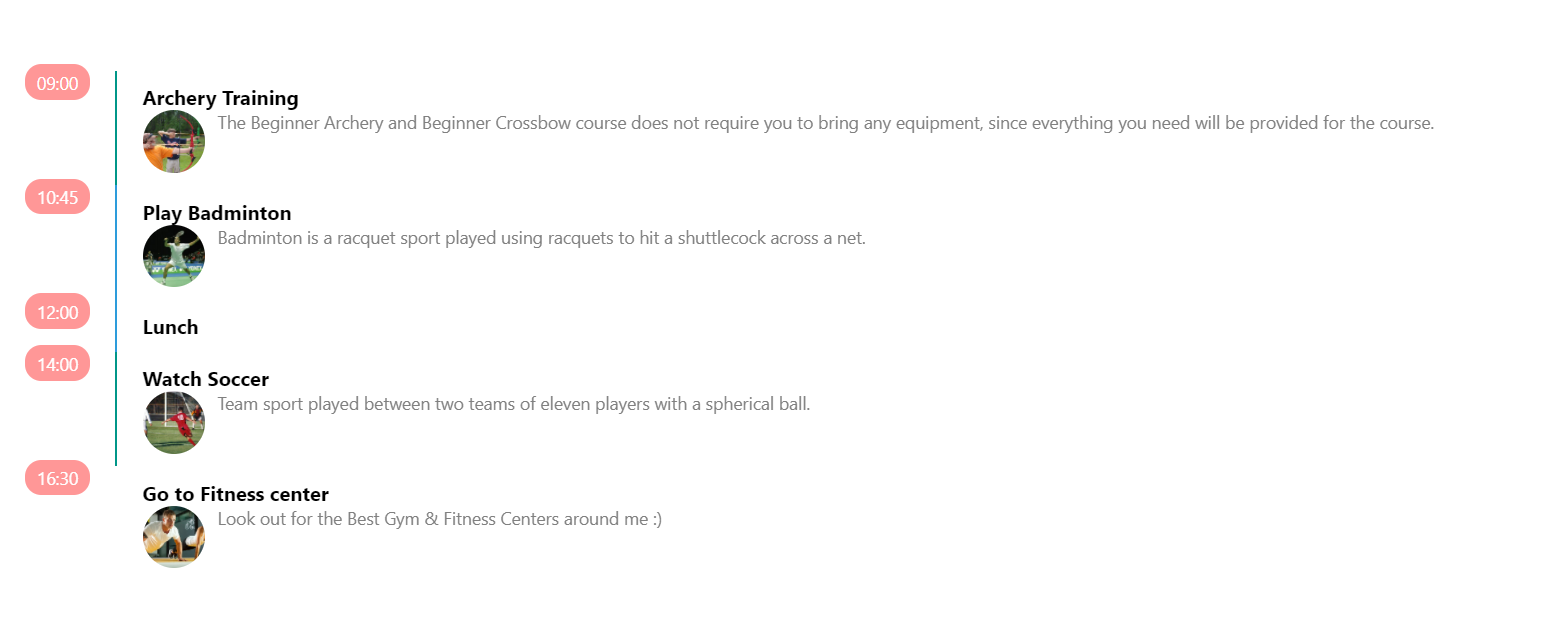 09:00
Archery Training
The Beginner Archery and Beginner Crossbow course does not require you to bring any equipment, since everything you need will be provided for the course.
10:45
Play Badminton
Badminton is a racquet sport played using racquets to hit a shuttlecock across a net.
12:00
Lunch
14:00
Watch Soccer
Team sport played between two teams of eleven players with a spherical ball.
16:30
Go to Fitness center
Look out for the Best Gym & Fitness Centers around me :)